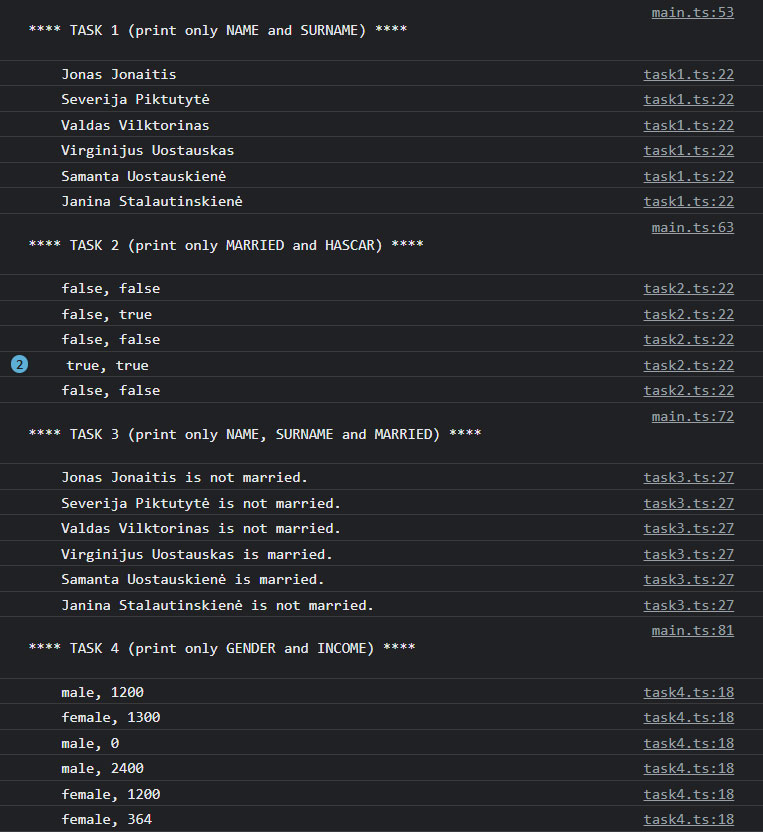 main.ts:53
**** TASK 1 (print only NAME and SURNAME) ****
Jonas Jonaitis task1.ts:22
Severija Piktutytė task1.ts:22
Valdas Vilktorinas task1.ts:22
Virginijus Uostauskas task1.ts:22
Samanta Uostauskienė task1.ts:22
Janina Stalautinskienė task1.ts:22
main.ts:63
**** TASK 2 (print only MARRIED and HASCAR) ****
false, false task2.ts:22
false, true task2.ts:22
false, false task2.ts:22
2 true, true task2.ts:22
false, false task2.ts:22
main.ts:72
**** TASK 3 (print only NAME, SURNAME and MARRIED) ****
Jonas Jonaitis is not married. task3.ts:27
Severija Piktutytė is not married. task3.ts:27
Valdas Vilktorinas is not married. task3.ts:27
Virginijus Uostauskas is married. task3.ts:27
Samanta Uostauskienė is married. task3.ts:27
Janina Stalautinskienė is not married. task3.ts:27
main.ts:81
**** TASK 4 (print only GENDER and INCOME) ****
male, 1200 task4.ts:18
female, 1300 task4.ts:18
male, 0 task4.ts:18
male, 2400 task4.ts:18
female, 1200 task4.ts:18
female, 364 task4.ts:18